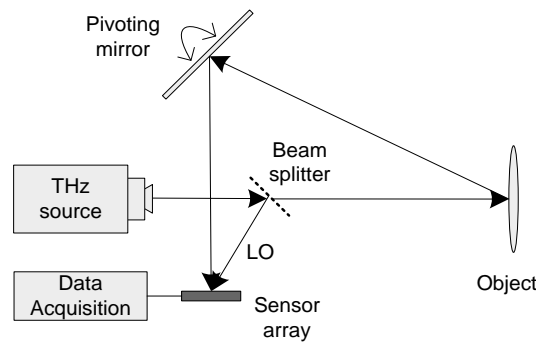 Pivoting
mirror
Beam
splitter
THz
source
LO
Data
Acquisition
Sensor
array
Object